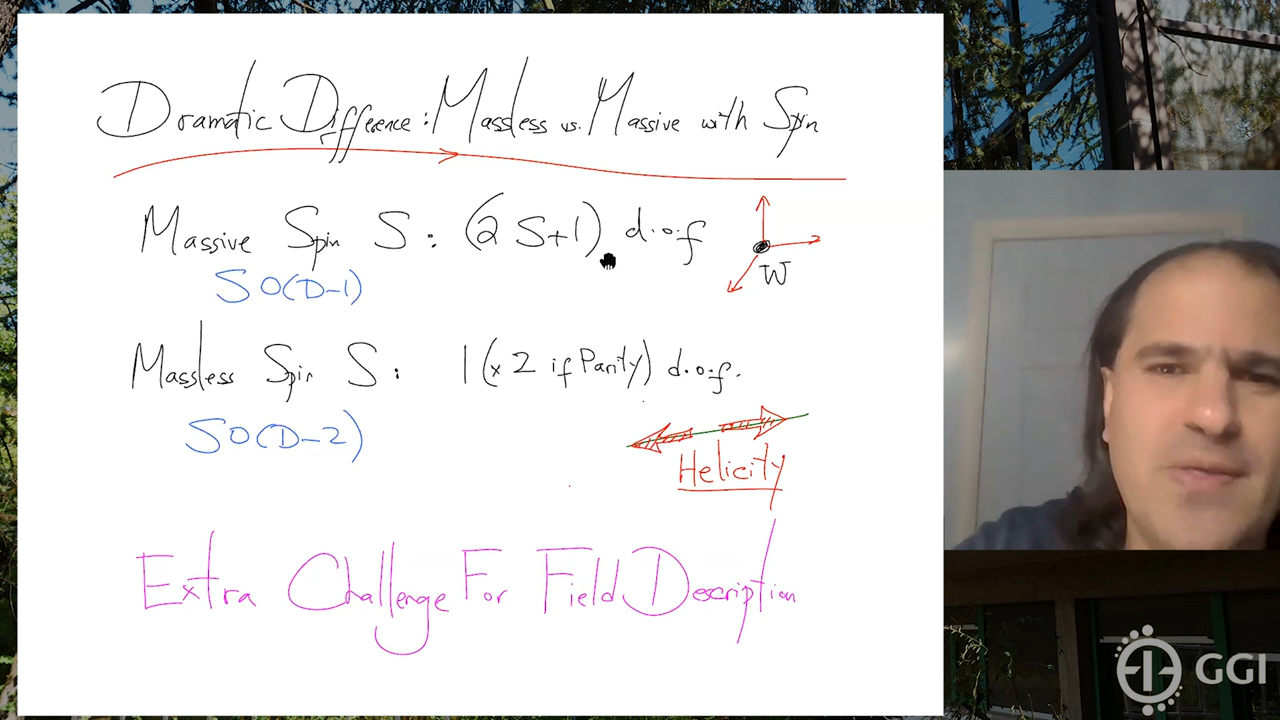 Dramatic Difference: Massless vs. Massive with Spin
Massive Spin S: (2S+1) d.o.f
W
SO(D-1)
Massless Spin S: 1 (x 2 if Parity) d.o.f.
SO(D-2)
Helicity
Extra Challenge For Field Description
GGI